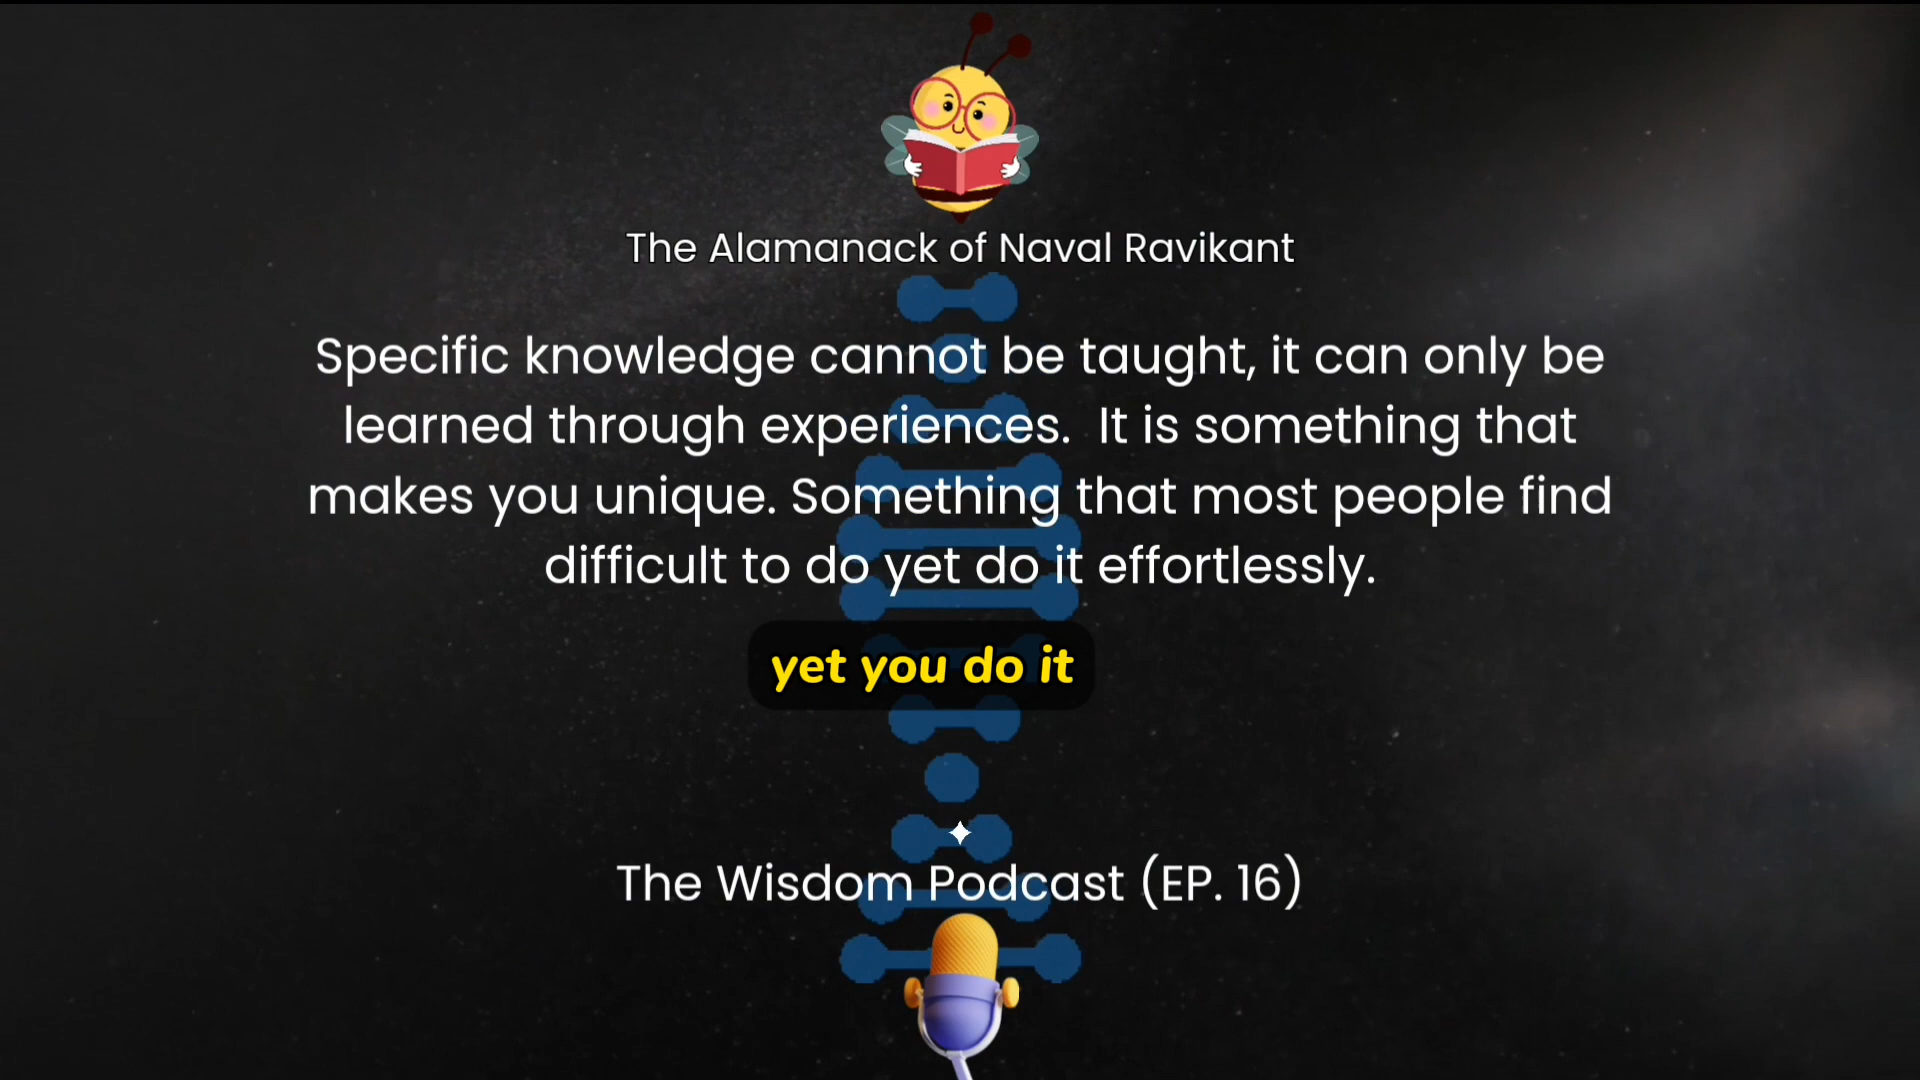 The Alamanack of Naval Ravikant
Specific knowledge cannot be taught, it can only be
learned through experiences. It is something that
makes you unique. Something that most people find
difficult to do yet do it effortlessly.
yet you do it
The Wisdom Podcast (EP. 16)